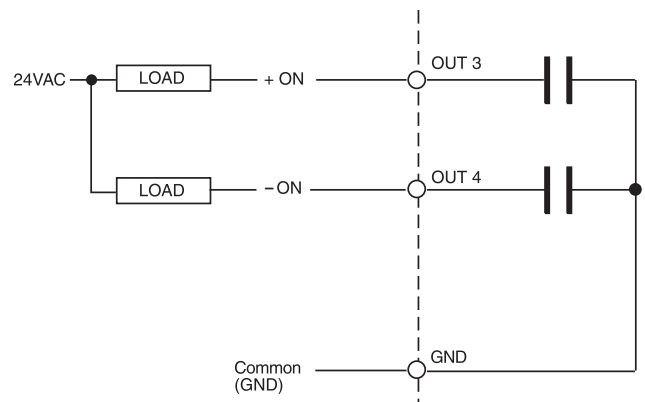 OUT 3
24VAC LOAD + ON
OUT 4
LOAD – ON
GND
Common
(GND)